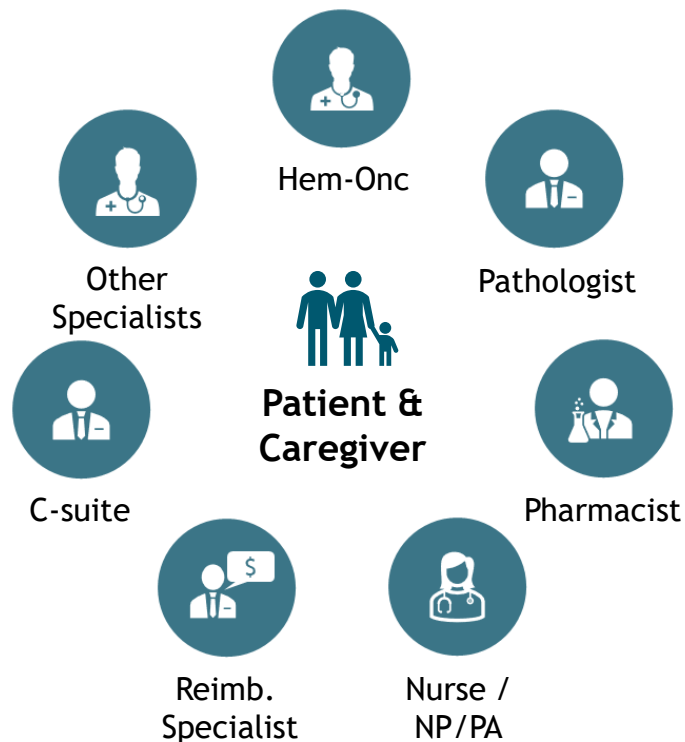 Hem-Onc
Pathologist
Other
Specialists
Patient &
Caregiver
C-suite
Pharmacist
$
Reimb.
Specialist
Nurse /
NP/PA